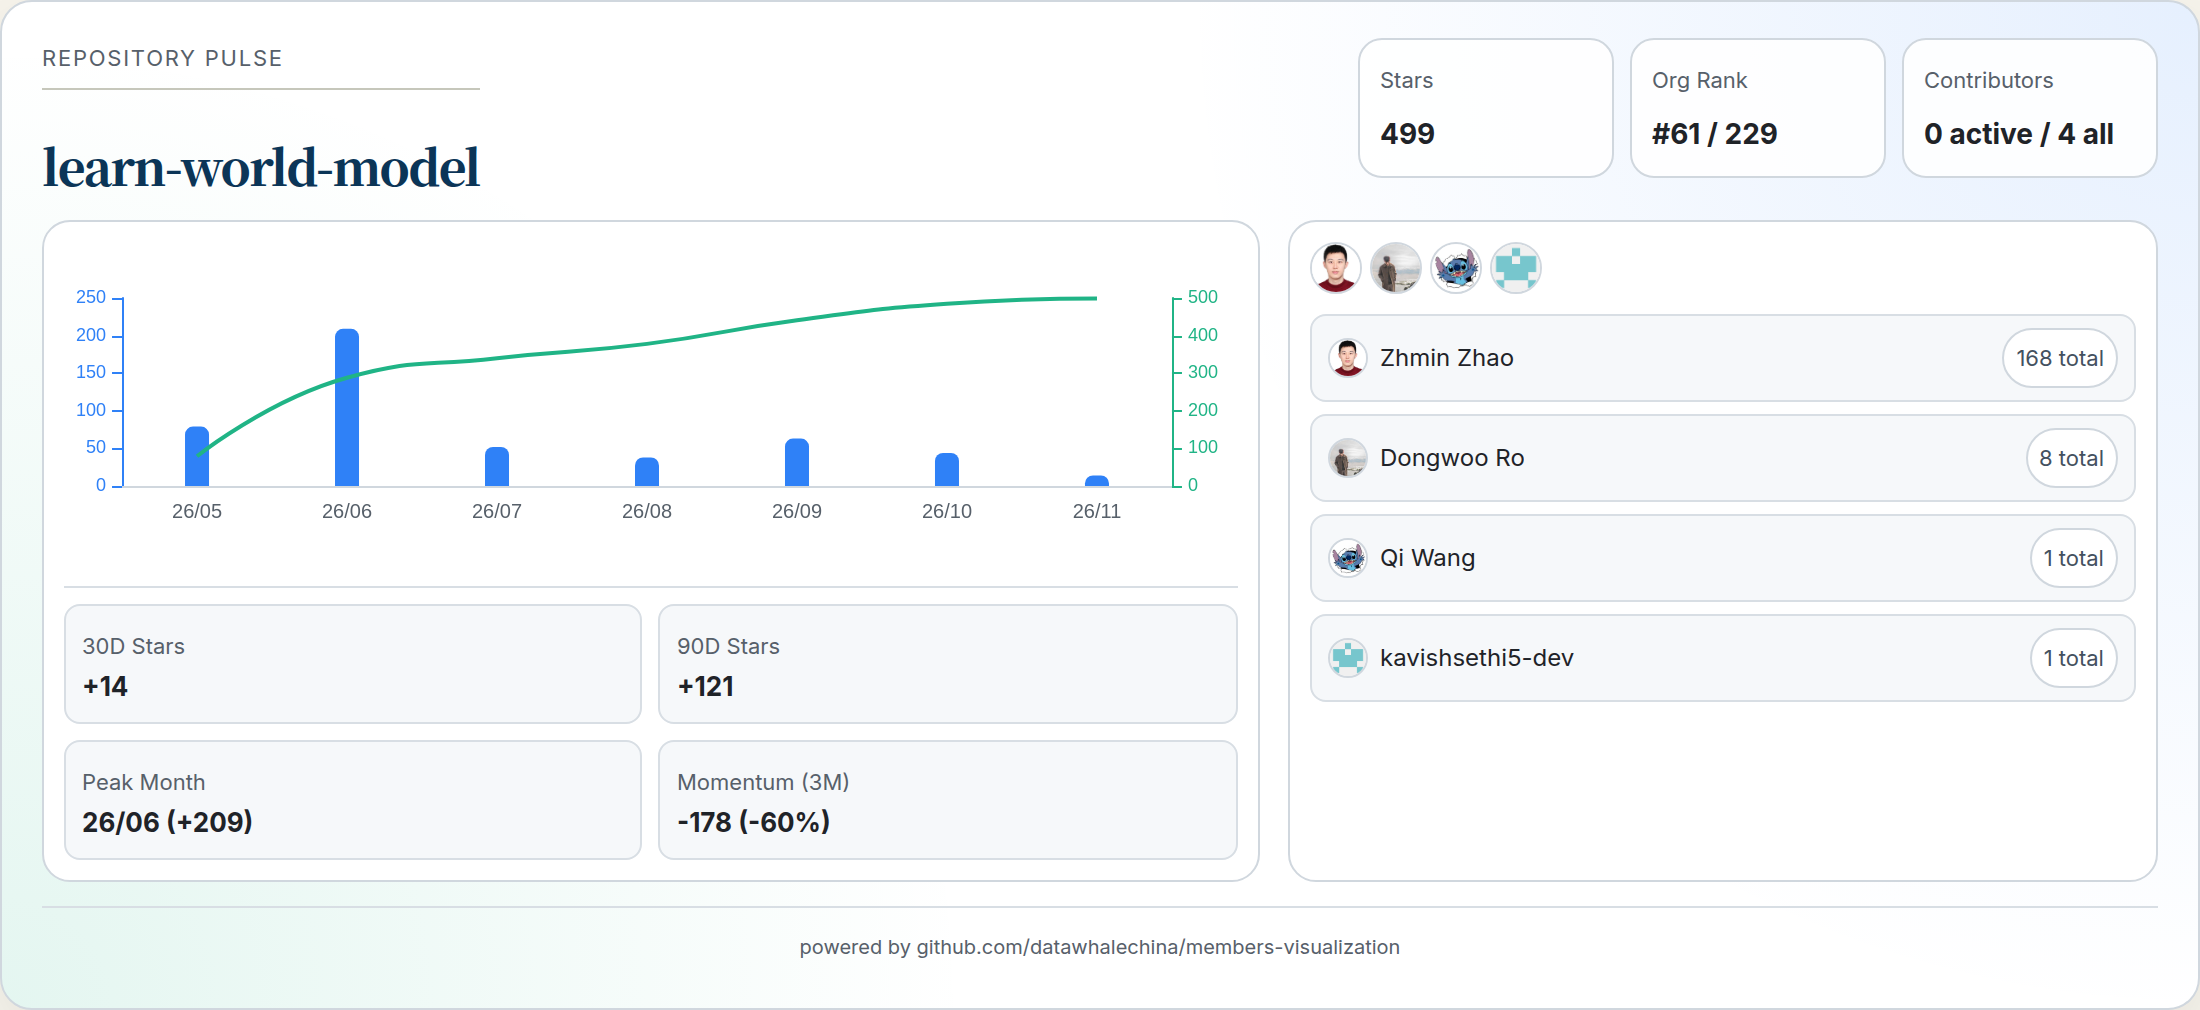 REPOSITORY PULSE
learn-world-model
Stars
499
Org Rank
#61 / 229
Contributors
0 active / 4 all
250
200
150
100
50
0
500
400
300
200
100
0
26/05
26/06
26/07
26/08
26/09
26/10
26/11
30D Stars
+14
90D Stars
+121
Peak Month
26/06 (+209)
Momentum (3M)
-178 (-60%)
Zhmin Zhao
168 total
Dongwoo Ro
8 total
Qi Wang
1 total
kavishsethi5-dev
1 total
powered by github.com/datawhalechina/members-visualization